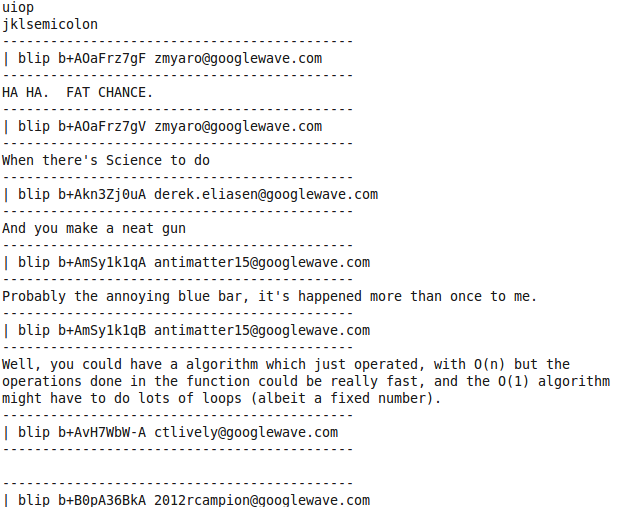 uiop
jklsemicolon
--------------------------------------------
| blip b+AOaFrz7gF zmyaro@googlewave.com
--------------------------------------------
HA HA.  FAT CHANCE.
--------------------------------------------
| blip b+AOaFrz7gV zmyaro@googlewave.com
--------------------------------------------
When there's Science to do
--------------------------------------------
| blip b+Akn3Zj0uA derek.eliasen@googlewave.com
--------------------------------------------
And you make a neat gun
--------------------------------------------
| blip b+AmSy1k1qA antimatter15@googlewave.com
--------------------------------------------
Probably the annoying blue bar, it's happened more than once to me.
--------------------------------------------
| blip b+AmSy1k1qB antimatter15@googlewave.com
--------------------------------------------
Well, you could have a algorithm which just operated, with O(n) but the
operations done in the function could be really fast, and the O(1) algorithm
might have to do lots of loops (albeit a fixed number).
--------------------------------------------
| blip b+AvH7WbW-A ctlively@googlewave.com
--------------------------------------------

--------------------------------------------
| blip b+B0pA36BkA 2012rcampion@googlewave.com